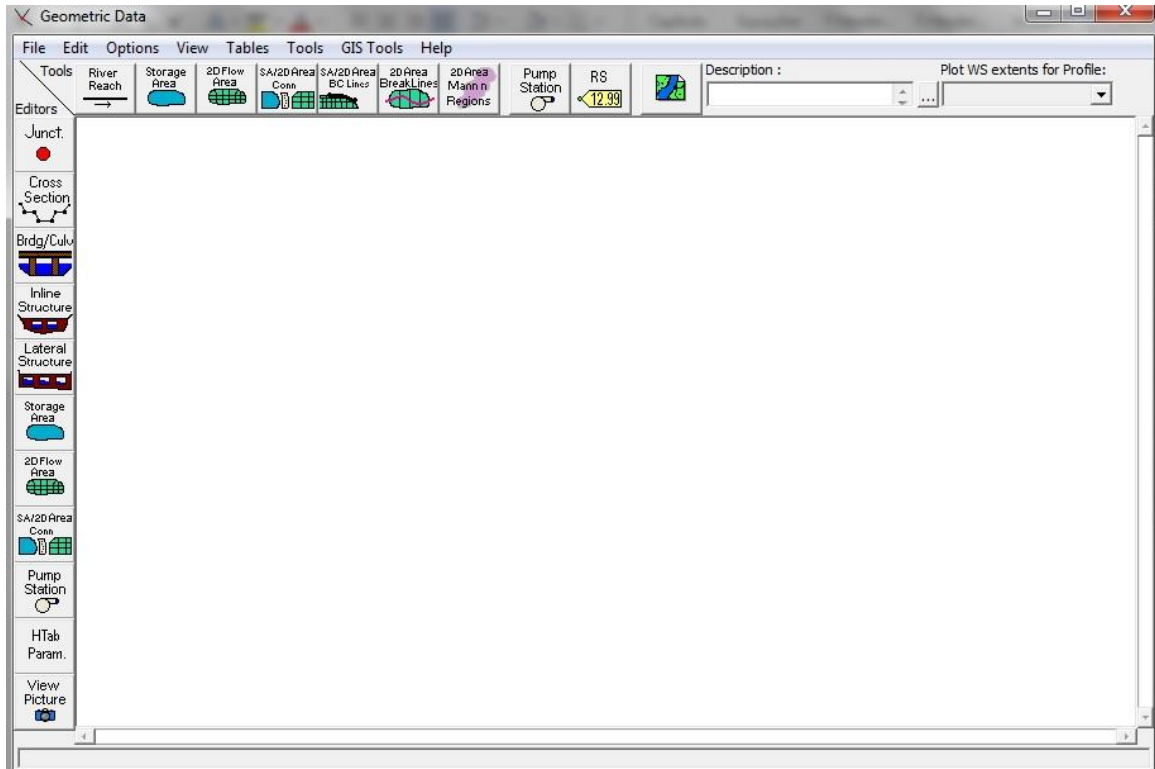 Geometric Data
File Edit Options View Tables Tools GIS Tools Help
Tools
Editors
River
Reach
Storage
Area
2D Flow
Area
SA/2D Area
Conn
SA/2D Area
BC Lines
2D Area
BreakLines
2D Area
Mann n
Regions
Pump
Station
RS
12.99
Description :
...
Plot WS extents for Profile:
Junct.
Cross
Section
Brdg/Culv
Inline
Structure
Lateral
Structure
Storage
Area
2D Flow
Area
SA/2D Area
Conn
Pump
Station
HTab
Param.
View
Picture